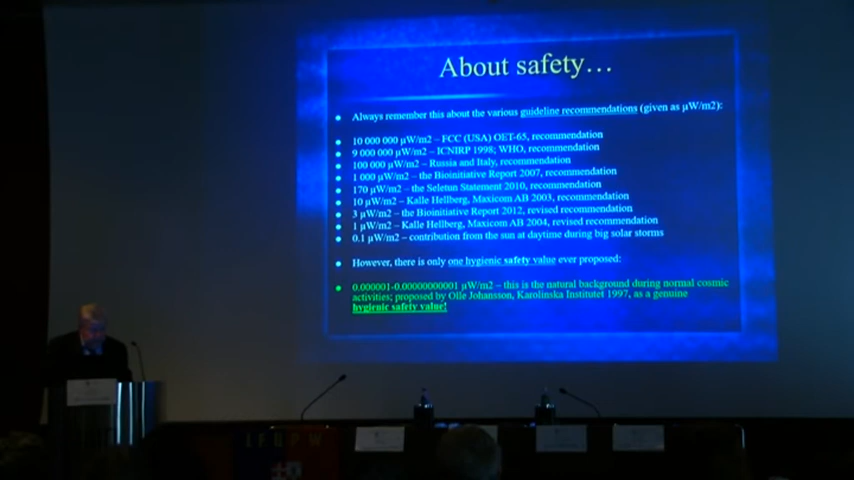 About safety…
Always remember this about the various guideline recommendations (given as µW/m2):
10 000 000 µW/m2 – FCC (USA) OET-65, recommendation
9 000 000 µW/m2 – ICNIRP 1998; WHO, recommendation
100 000 µW/m2 – Russia and Italy, recommendation
1 000 µW/m2 – the Bioinitiative Report 2007, recommendation
170 µW/m2 – the Seletun Statement 2010, recommendation
10 µW/m2 – Kalle Hellberg, Maxicom AB 2003, recommendation
3 µW/m2 – the Bioinitiative Report 2012, revised recommendation
1 µW/m2 – Kalle Hellberg, Maxicom AB 2004, revised recommendation
0.1 µW/m2 – contribution from the sun at daytime during big solar storms
However, there is only one hygienic safety value ever proposed:
0.000001-0.00000000001 µW/m2 – this is the natural background during normal cosmic
activities; proposed by Olle Johansson, Karolinska Institutet 1997, as a genuine
hygienic safety value!